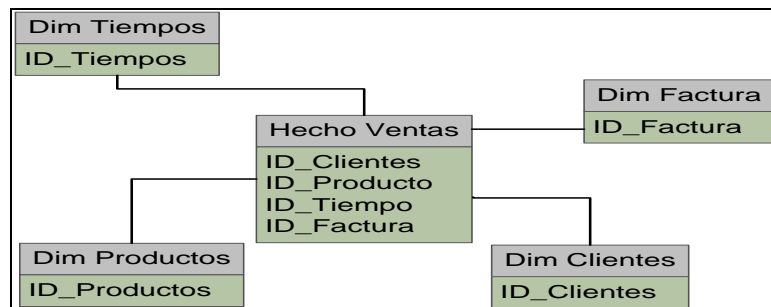 Dim Tiempos
ID_Tiempos
Dim Factura
ID_Factura
Hecho Ventas
ID_Clientes
ID_Producto
ID_Tiempo
ID_Factura
Dim Productos
ID_Productos
Dim Clientes
ID_Clientes